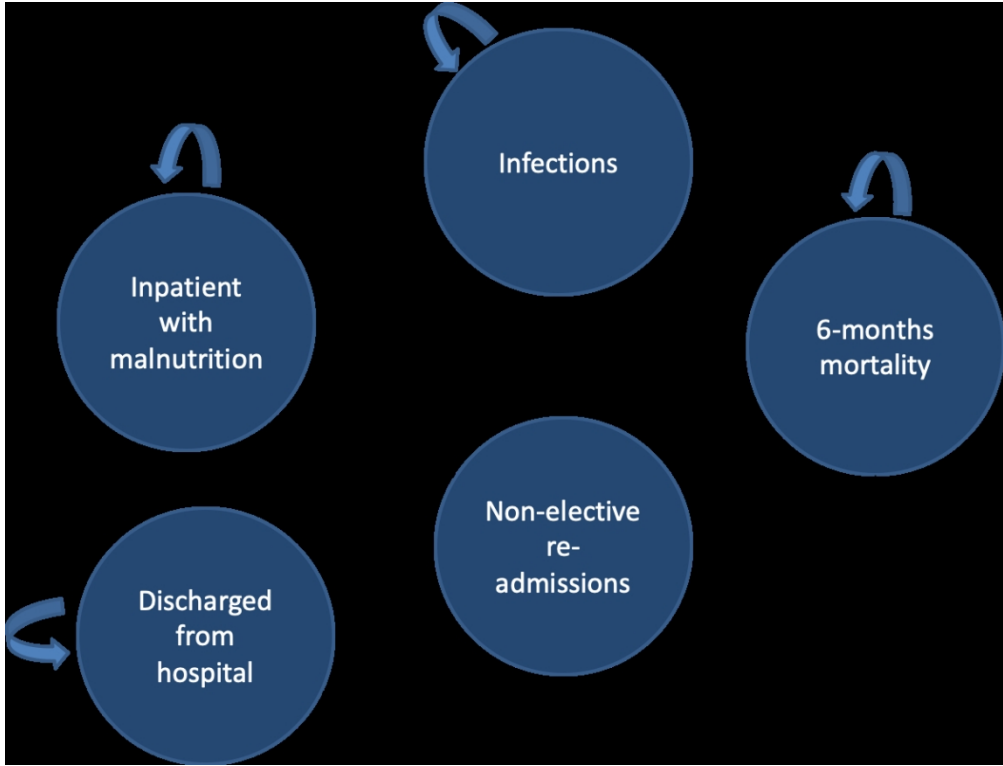 Infections
Inpatient
with
malnutrition
6-months
mortality
Non-elective
re-
admissions
Discharged
from
hospital